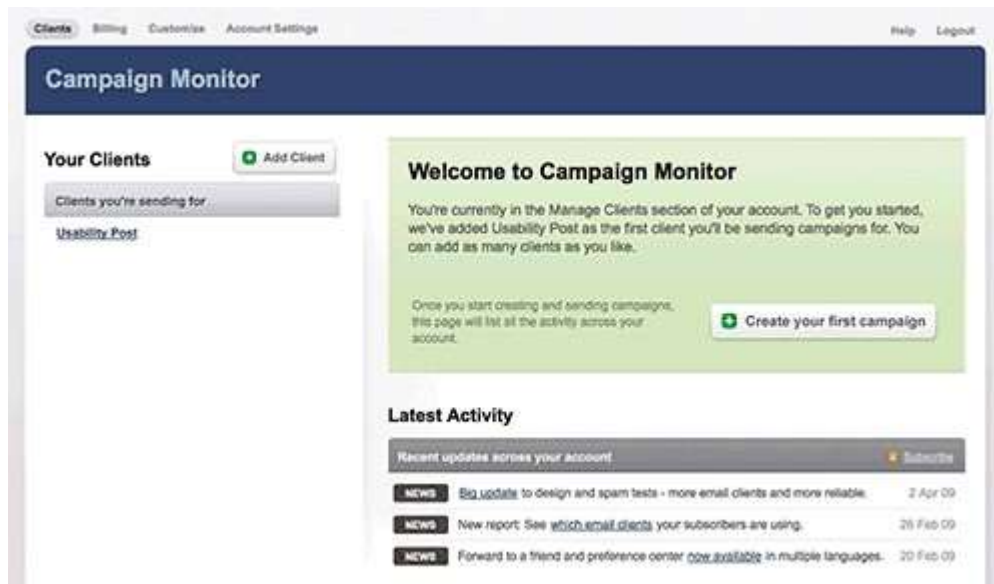 Clients Billing Customize Account Settings Help Logout
Campaign Monitor
Your Clients
Add Client
Clients you're sending for
Usability Post
Welcome to Campaign Monitor
You're currently in the Manage Clients section of your account. To get you started,
we've added Usability Post as the first client you'll be sending campaigns for. You
can add as many clients as you like.
Once you start creating and sending campaigns,
this page will list all the activity across your
account.
Create your first campaign
Latest Activity
Recent updates across your account Subscribe
NEWS Big update to design and spam tests - more email clients and more reliable. 2 Apr 09
NEWS New report: See which email clients your subscribers are using. 26 Feb 09
NEWS Forward to a friend and preference center now available in multiple languages. 20 Feb 09